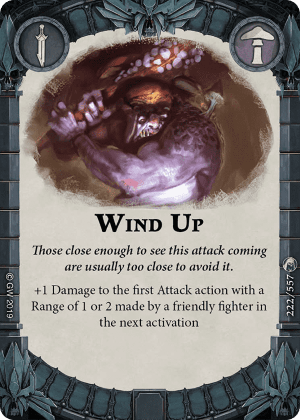 Wind Up
Those close enough to see this attack coming
are usually too close to avoid it.
+1 Damage to the first Attack action with a
Range of 1 or 2 made by a friendly fighter in
the next activation
© GW 2019
222/557